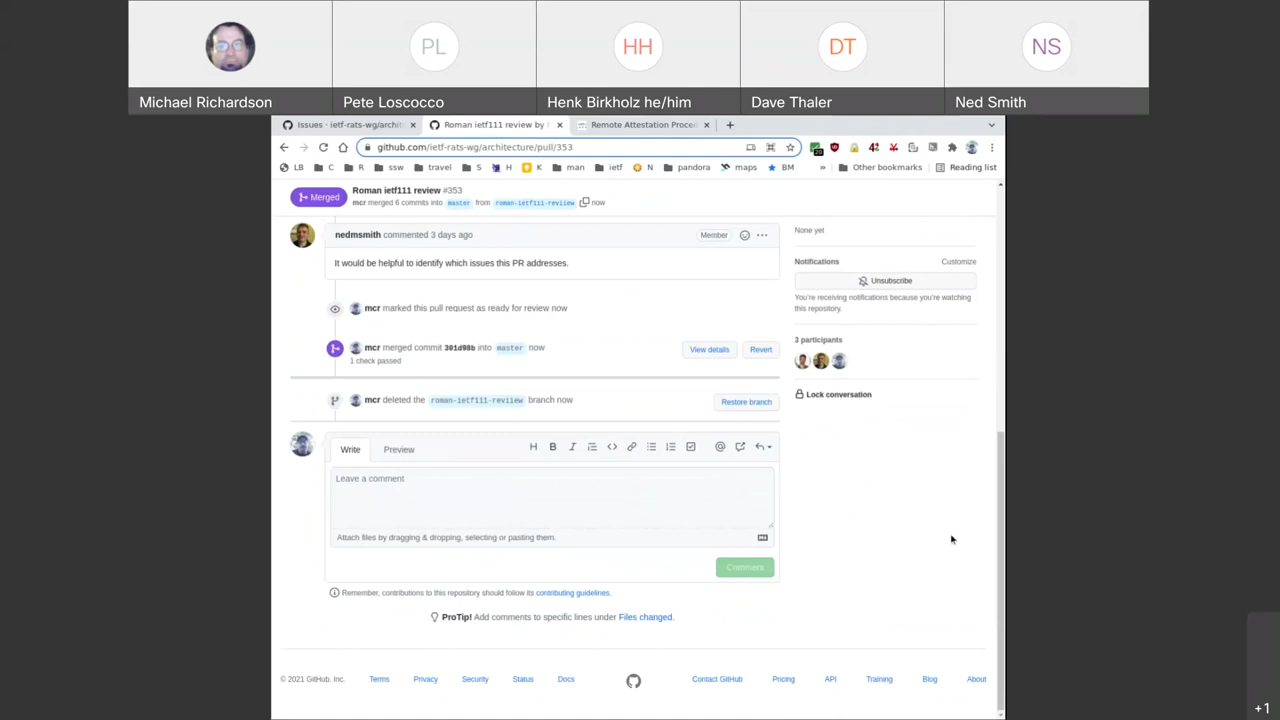 PL
HH
DT
NS
Michael Richardson
Pete Loscocco
Henk Birkholz he/him
Dave Thaler
Ned Smith
Issues · ietf-rats-wg/archit
Roman ietf111 review by
Remote Attestation Proced
github.com/ietf-rats-wg/architecture/pull/353
LB
C
R
ssw
travel
S
H
K
man
ietf
N
pandora
maps
BM
»
Other bookmarks
Reading list
Merged
Roman ietf111 review #353
mcr merged 6 commits into master from roman-ietf111-reviiew now
nedmsmith commented 3 days ago
Member
It would be helpful to identify which issues this PR addresses.
None yet
Notifications
Customize
Unsubscribe
You're receiving notifications because you're watching
this repository.
mcr marked this pull request as ready for review now
3 participants
mcr merged commit 301d98b into master now
View details
Revert
1 check passed
Lock conversation
mcr deleted the roman-ietf111-reviiew branch now
Restore branch
Write
Preview
Leave a comment
Attach files by dragging & dropping, selecting or pasting them.
Comment
Remember, contributions to this repository should follow its contributing guidelines.
ProTip! Add comments to specific lines under Files changed.
© 2021 GitHub, Inc.
Terms
Privacy
Security
Status
Docs
Contact GitHub
Pricing
API
Training
Blog
About
+1